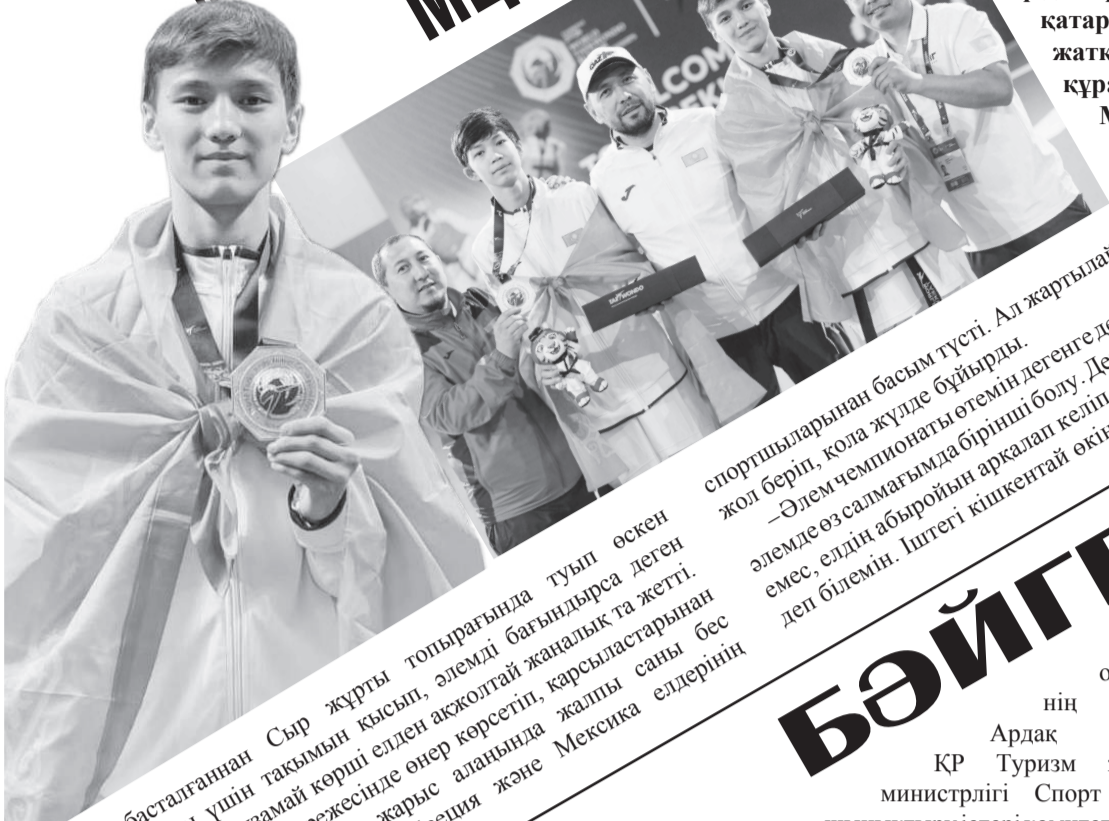 МЦ
қатар
басталғаннан Сыр жұрты топырағында туып өскен
үшін тақымын қысып, әлемді бағындырса деген
көрші елден ақжолтай жаңалық та жетті.
өнер көрсетіп, қарсыластарынан
жарыс алаңында жалпы саны бес
және Мексика елдерінің
спортшыларынан басым түсті. Ал жартылай
жол беріп, қола жүлде бұйырды.
–Әлем чемпионаты өтемін дегенге де
әлемде өз салмағымда бірінші болу. Де
емес, елдің абыройын арқалап келіп
деп білемін. Іштегі кішкентай өкін
БӘЙГЕ
нің
Ардақ
ҚР Туризм
министрлігі Спорт